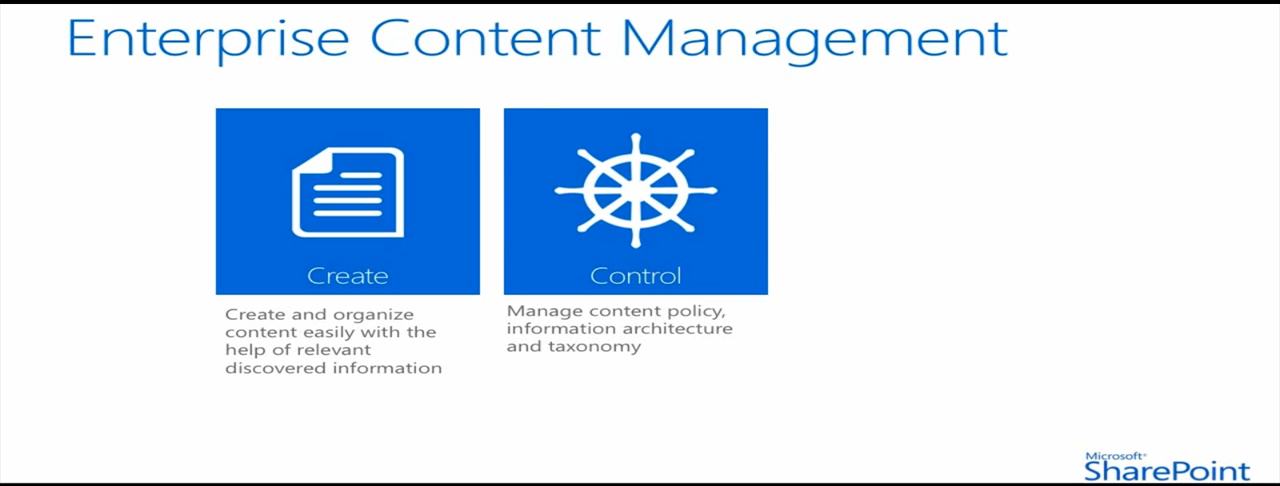 Enterprise Content Management
Create
Create and organize
content easily with the
help of relevant
discovered information
Control
Manage content policy,
information architecture
and taxonomy
Microsoft®
SharePoint